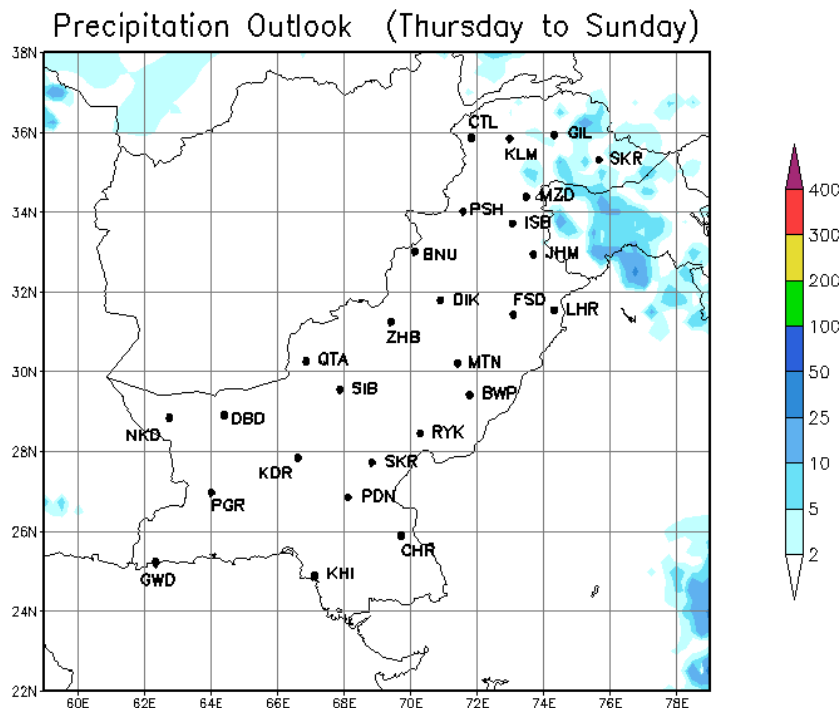 Precipitation Outlook (Thursday to Sunday)
38N
36N
34N
32N
30N
28N
26N
24N
22N
CTL
GIL
KLM
SKR
MZD
PSH
ISB
BNU
JHM
DIK
FSD
LHR
ZHB
QTA
MTN
SIB
BWP
NKD
DBD
RYK
KDR
SKR
PGR
PDN
CHR
GWD
KHI
60E 62E 64E 66E 68E 70E 72E 74E 76E 78E
400
300
200
100
50
25
10
5
2